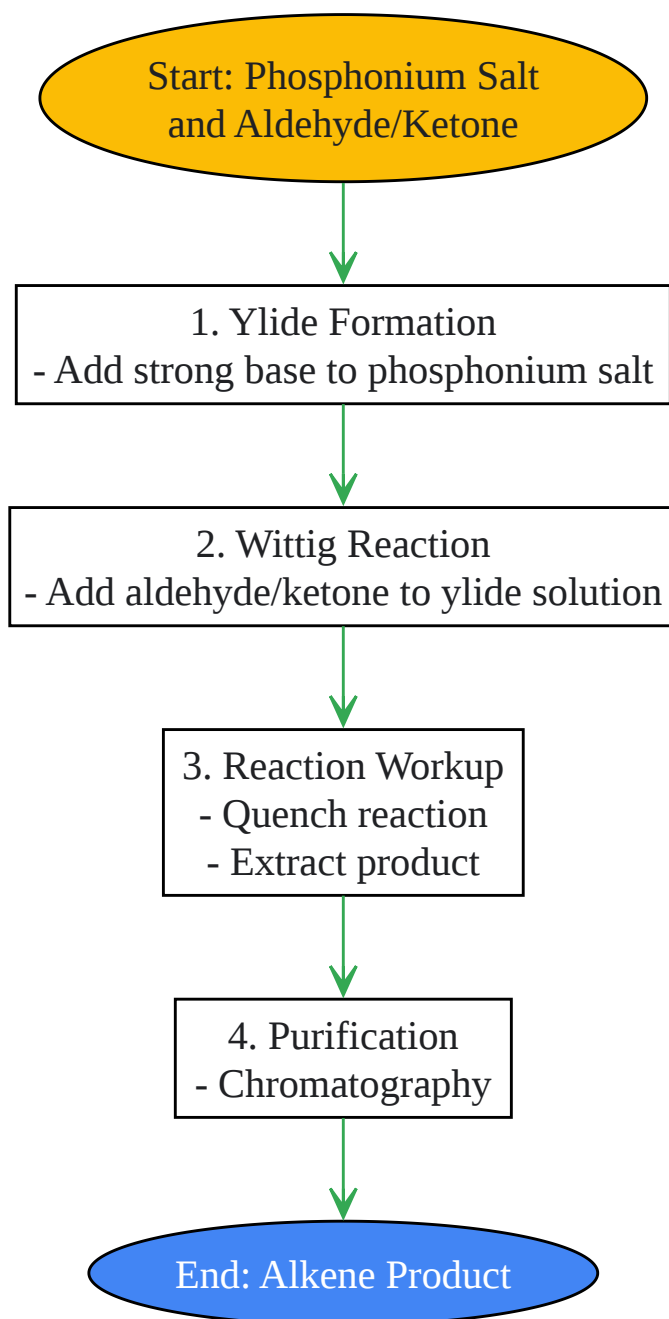 Start: Phosphonium Salt
and Aldehyde/Ketone
1. Ylide Formation
- Add strong base to phosphonium salt
2. Wittig Reaction
- Add aldehyde/ketone to ylide solution
3. Reaction Workup
- Quench reaction
- Extract product
4. Purification
- Chromatography
End: Alkene Product